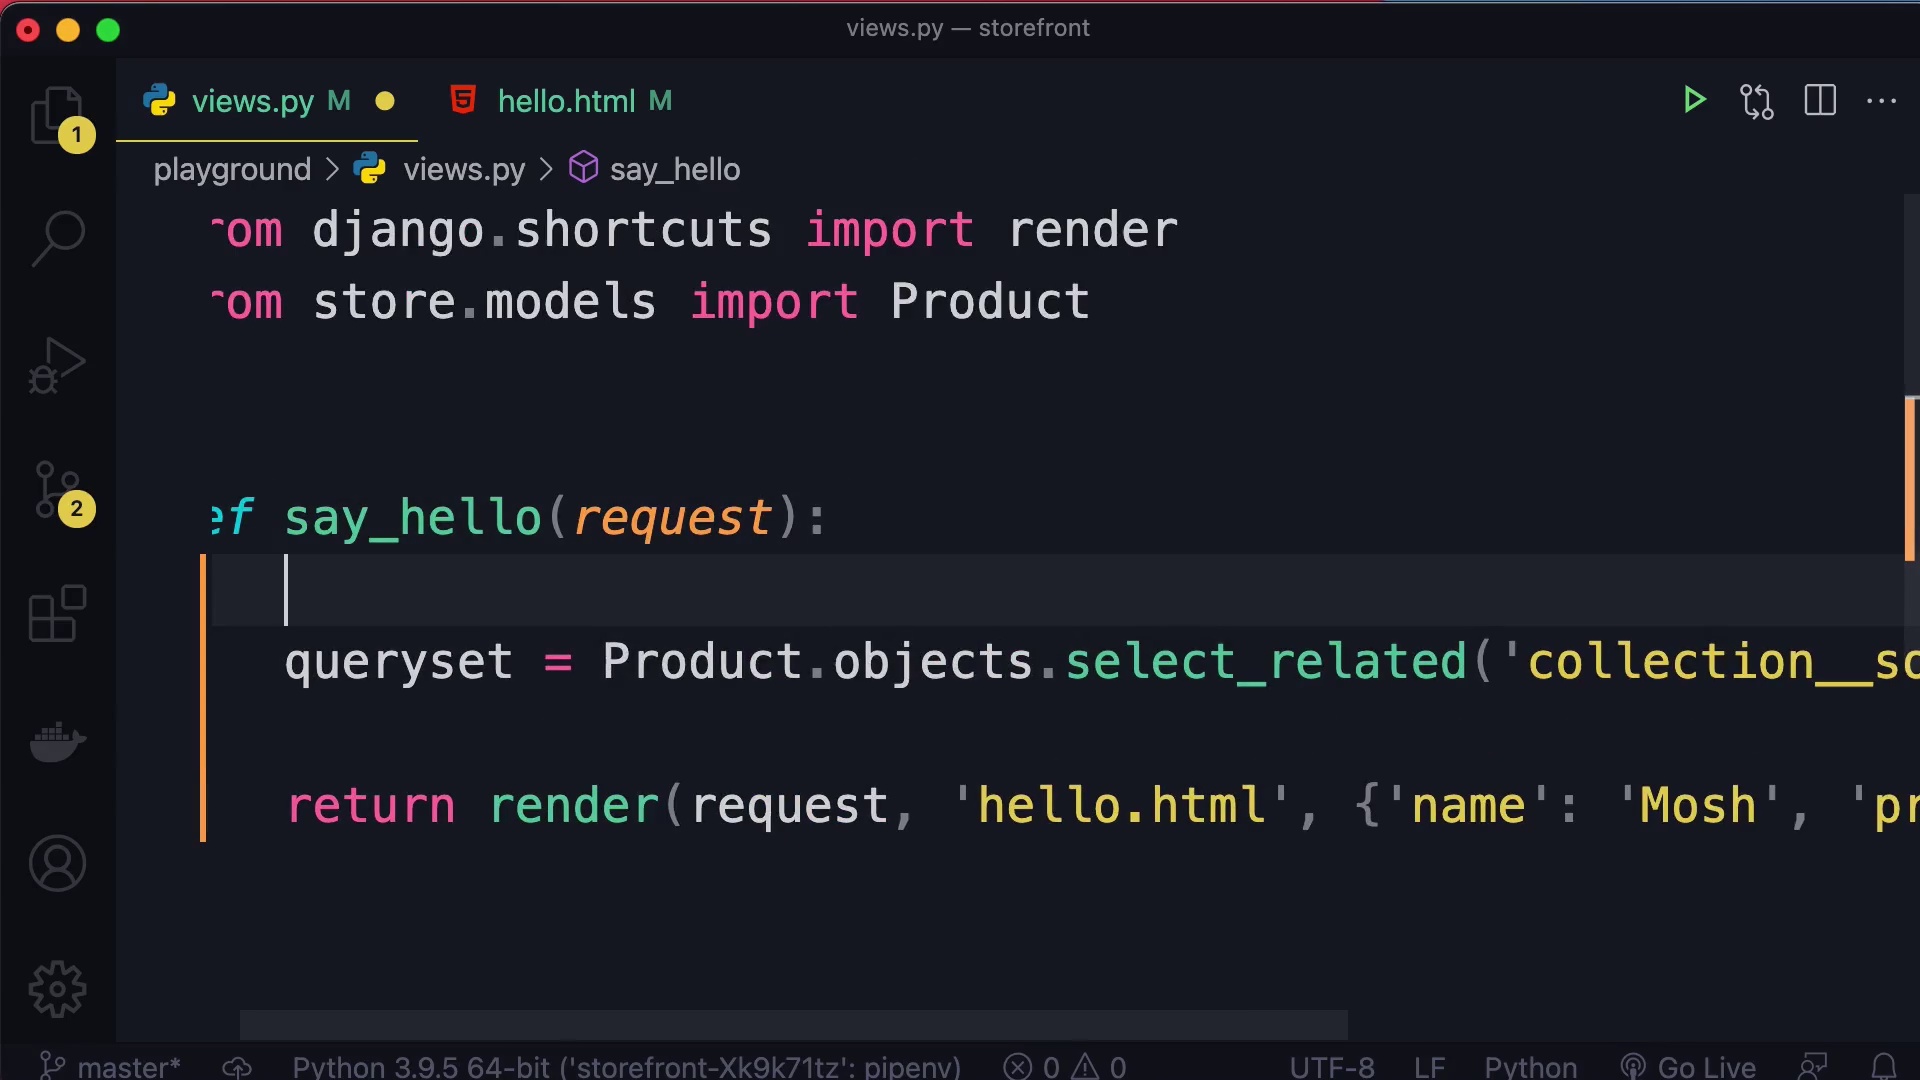 views.py — storefront
views.py M hello.html M
1
playground > views.py > say_hello
rom django.shortcuts import render
rom store.models import Product
ef say_hello(request):
2
queryset = Product.objects.select_related('collection__so
return render(request, 'hello.html', {'name': 'Mosh', 'pr
master* Python 3.9.5 64-bit ('storefront-Xk9k71tz': pipenv) 0 0 UTF-8 LF Python Go Live